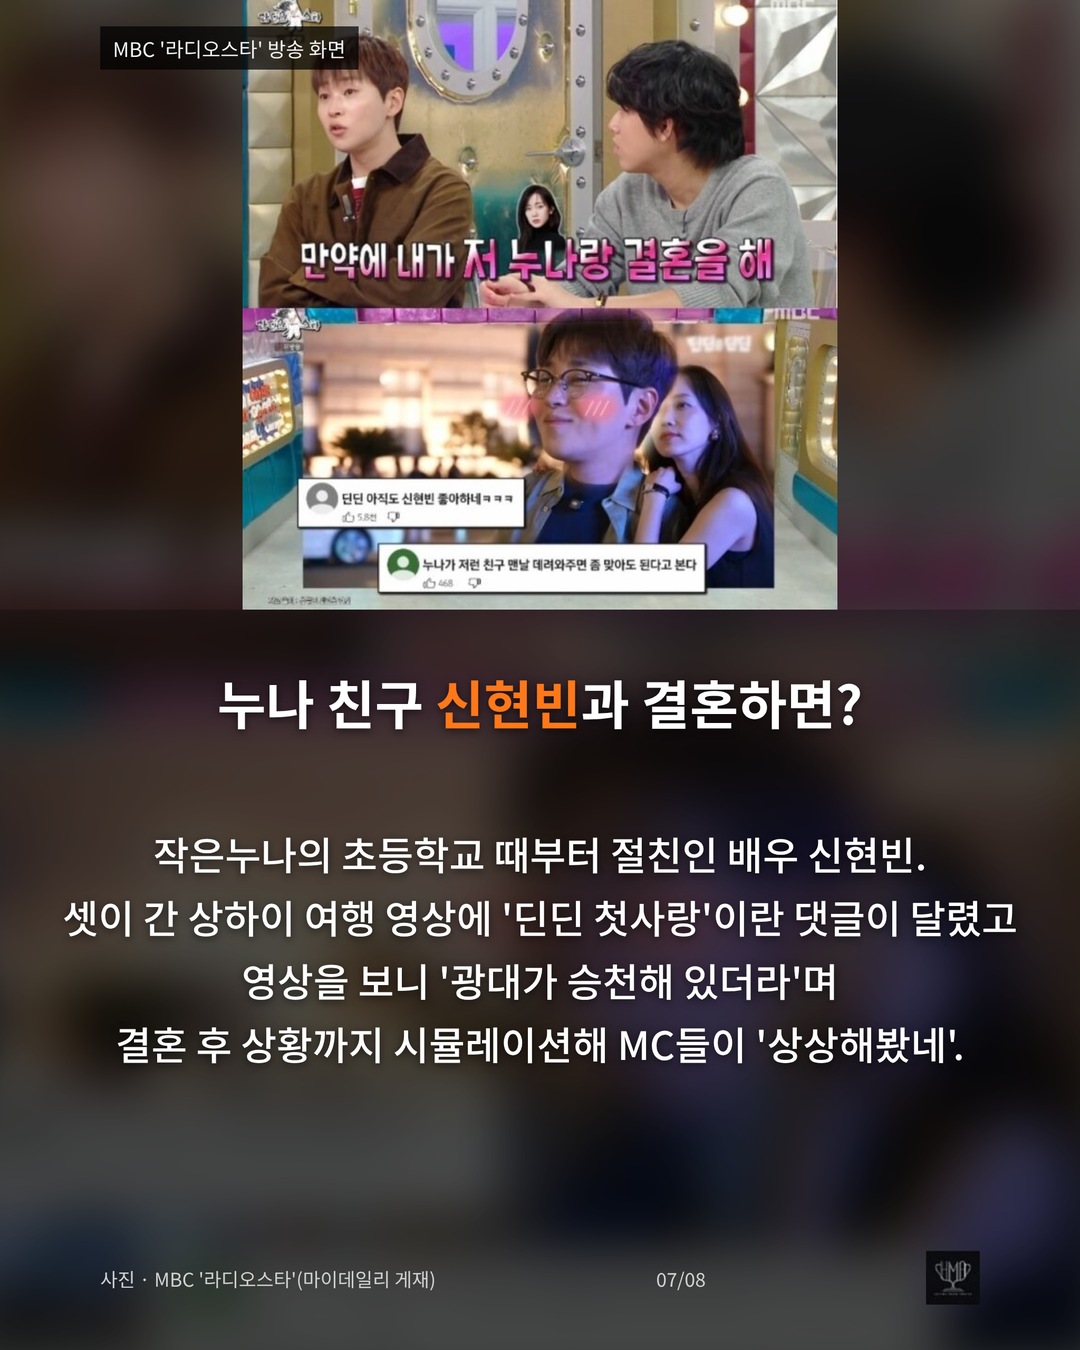 MBC '라디오스타' 방송 화면
MBC
만약에 내가 저 누나랑 결혼을 해
딘딘 아직도 신현빈 좋아하네ㅋㅋㅋ
5.8천
누나가 저런 친구 맨날 데려와주면 좀 맞아도 된다고 본다
468
누나 친구 신현빈과 결혼하면?
작은누나의 초등학교 때부터 절친인 배우 신현빈.
셋이 간 상하이 여행 영상에 '딘딘 첫사랑'이란 댓글이 달렸고
영상을 보니 '광대가 승천해 있더라'며
결혼 후 상황까지 시뮬레이션해 MC들이 '상상해봤네'.
사진 · MBC '라디오스타'(마이데일리 게재)
07/08